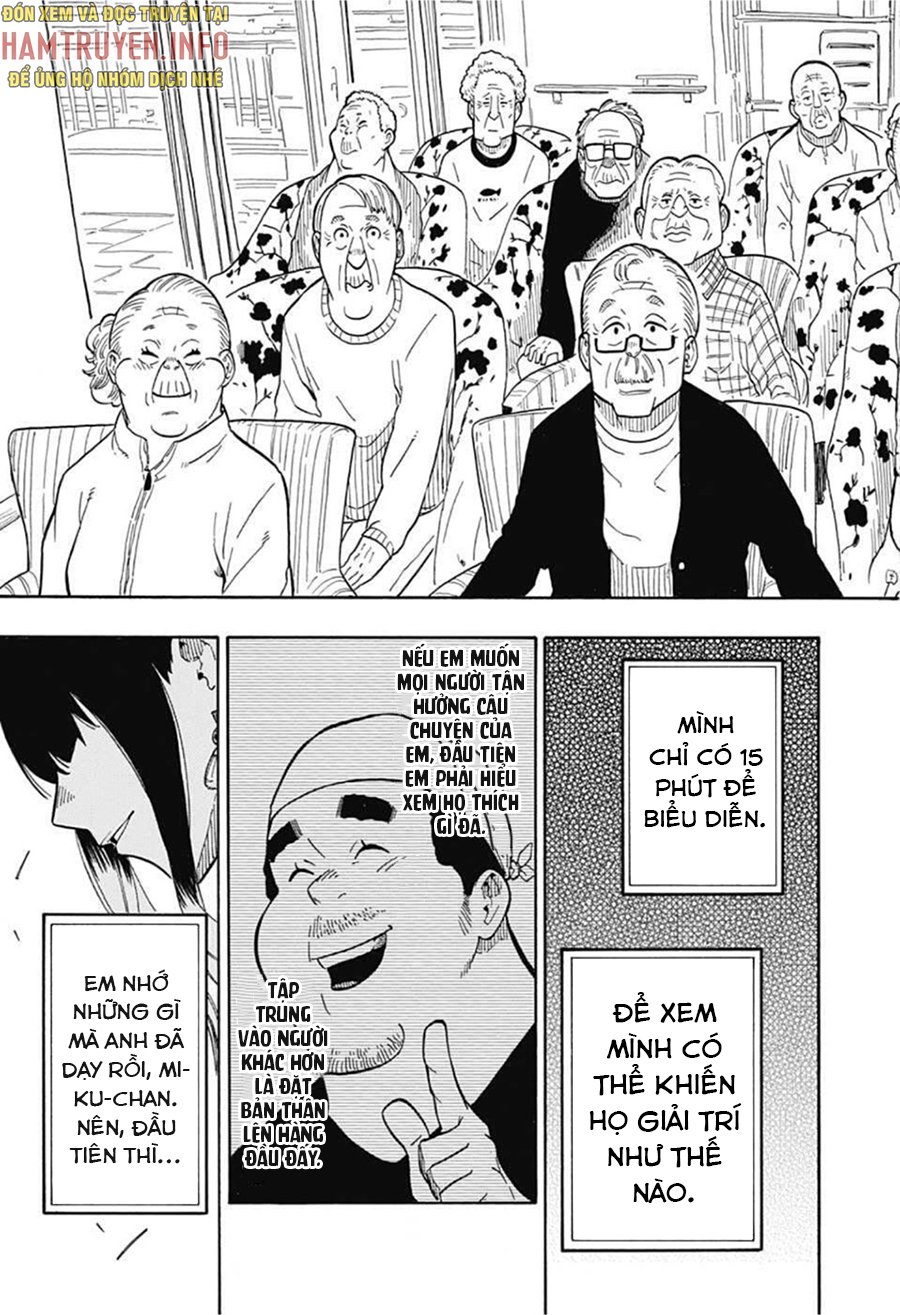 ĐÓN XEM VÀ ĐỌC TRUYỆN TẠI
HAMTRUYEN.INFO
ĐỂ ỦNG HỘ NHÓM DỊCH NHÉ
MÌNH
CHỈ CÓ 15
PHÚT ĐỂ
BIỂU DIỄN.
ĐỂ XEM
MÌNH CÓ
THỂ KHIẾN
HỌ GIẢI TRÍ
NHƯ THẾ
NÀO.
NẾU EM MUỐN
MỌI NGƯỜI TẬN
HƯỞNG CÂU
CHUYỆN CỦA
EM, ĐẦU TIÊN
EM PHẢI HIỂU
XEM HỌ THÍCH
GÌ ĐÃ.
TẬP
TRUNG
VÀO NGƯỜI
KHÁC HƠN
LÀ ĐẶT
BẢN THÂN
LÊN HÀNG
ĐẦU ĐẤY.
EM NHỚ
NHỮNG GÌ
MÀ ANH ĐÃ
DẠY RỒI, MI-
KU-CHAN.
NÊN, ĐẦU
TIÊN THÌ...